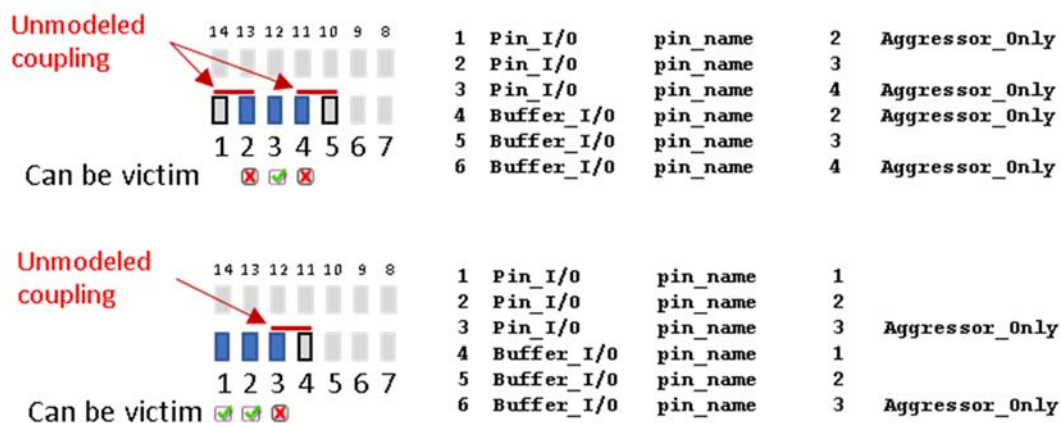 Unmodeled coupling
14 13 12 11 10 9 8
1 2 3 4 5 6 7
Can be victim
1 Pin_I/O pin_name 2 Aggressor_Only
2 Pin_I/O pin_name 3
3 Pin_I/O pin_name 4 Aggressor_Only
4 Buffer_I/O pin_name 2 Aggressor_Only
5 Buffer_I/O pin_name 3
6 Buffer_I/O pin_name 4 Aggressor_Only
Unmodeled coupling
14 13 12 11 10 9 8
1 2 3 4 5 6 7
Can be victim
1 Pin_I/O pin_name 1
2 Pin_I/O pin_name 2
3 Pin_I/O pin_name 3 Aggressor_Only
4 Buffer_I/O pin_name 1
5 Buffer_I/O pin_name 2
6 Buffer_I/O pin_name 3 Aggressor_Only